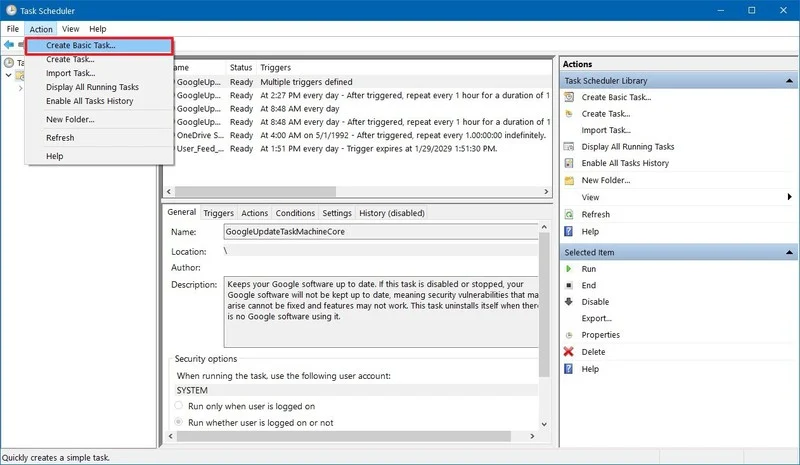 Task Scheduler
File Action View Help
Create Basic Task...
Create Task...
Import Task...
Display All Running Tasks
Enable All Tasks History
New Folder...
Refresh
Help
Ta
ame Status Triggers
GoogleUp... Ready Multiple triggers defined
GoogleUp... Ready At 2:27 PM every day - After triggered, repeat every 1 hour for a duration of 1
GoogleUp... Ready At 8:48 AM every day
GoogleUp... Ready At 8:48 AM every day - After triggered, repeat every 1 hour for a duration of 1
OneDrive S... Ready At 4:00 AM on 5/1/1992 - After triggered, repeat every 1.00:00:00 indefinitely.
User_Feed_... Ready At 1:51 PM every day - Trigger expires at 1/29/2029 1:51:30 PM.
General Triggers Actions Conditions Settings History (disabled)
Name: GoogleUpdateTaskMachineCore
Location: \
Author:
Description: Keeps your Google software up to date. If this task is disabled or stopped, your
Google software will not be kept up to date, meaning security vulnerabilities that ma
arise cannot be fixed and features may not work. This task uninstalls itself when ther
is no Google software using it.
Security options
When running the task, use the following user account:
SYSTEM
Run only when user is logged on
Run whether user is logged on or not
Actions
Task Scheduler Library
Create Basic Task...
Create Task...
Import Task...
Display All Running Tasks
Enable All Tasks History
New Folder...
View
Refresh
Help
Selected Item
Run
End
Disable
Export...
Properties
Delete
Help
Quickly creates a simple task.